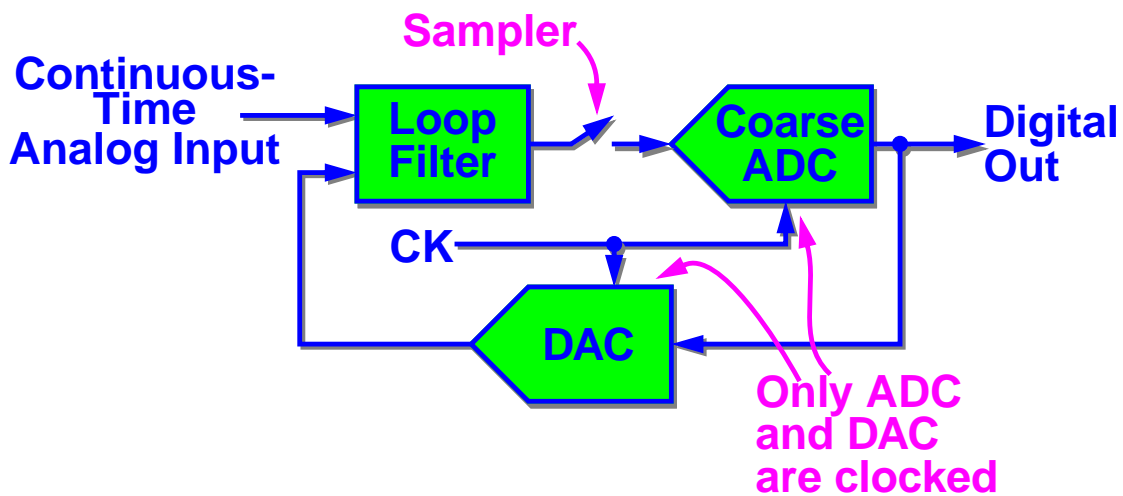 Sampler
Continuous-
Time
Analog Input
Loop
Filter
Coarse
ADC
Digital
Out
CK
DAC
Only ADC
and DAC
are clocked